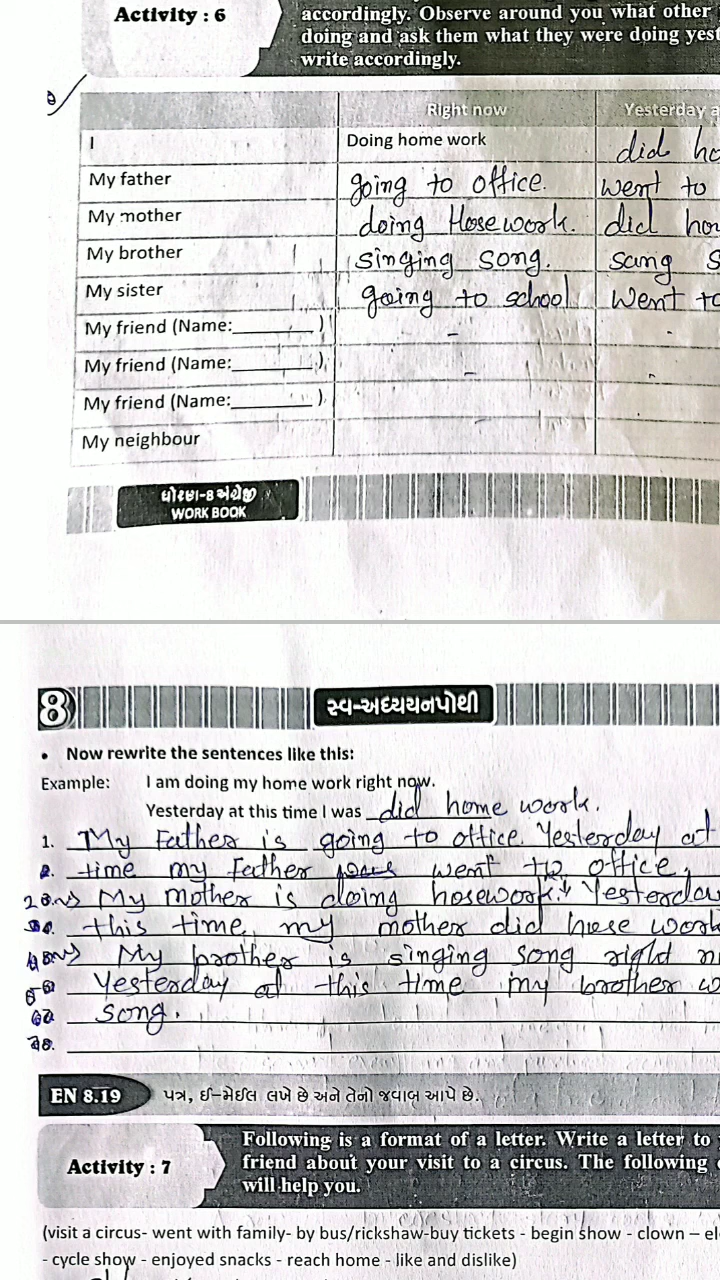 Activity : 6
accordingly. Observe around you what other
doing and ask them what they were doing yest
write accordingly.
Right now Yesterday a
I Doing home work did ho
My father going to office. went to
My mother doing Hosework. did hou
My brother singing song. sang s
My sister going to school went to
My friend (Name:________) -
My friend (Name:________)
My friend (Name:________)
My neighbour
ધોરણ-8 અંગ્રેજી
WORK BOOK
8 સ્વ-અધ્યયનપોથી
• Now rewrite the sentences like this:
Example: I am doing my home work right now.
Yesterday at this time I was did home work.
1. My Father is going to office Yesterday at
2. time my Father went to office,
My Mother is doing hosework. Yesterday
this time, my mother did hose work
My brother is singing song right n
Yesterday at this time my brother w
song.
EN 8.19 પત્ર, ઈ-મેઈલ લખે છે અને તેનો જવાબ આપે છે.
Activity : 7
Following is a format of a letter. Write a letter to
friend about your visit to a circus. The following
will help you.
(visit a circus- went with family- by bus/rickshaw-buy tickets - begin show - clown – el
- cycle show - enjoyed snacks - reach home - like and dislike)